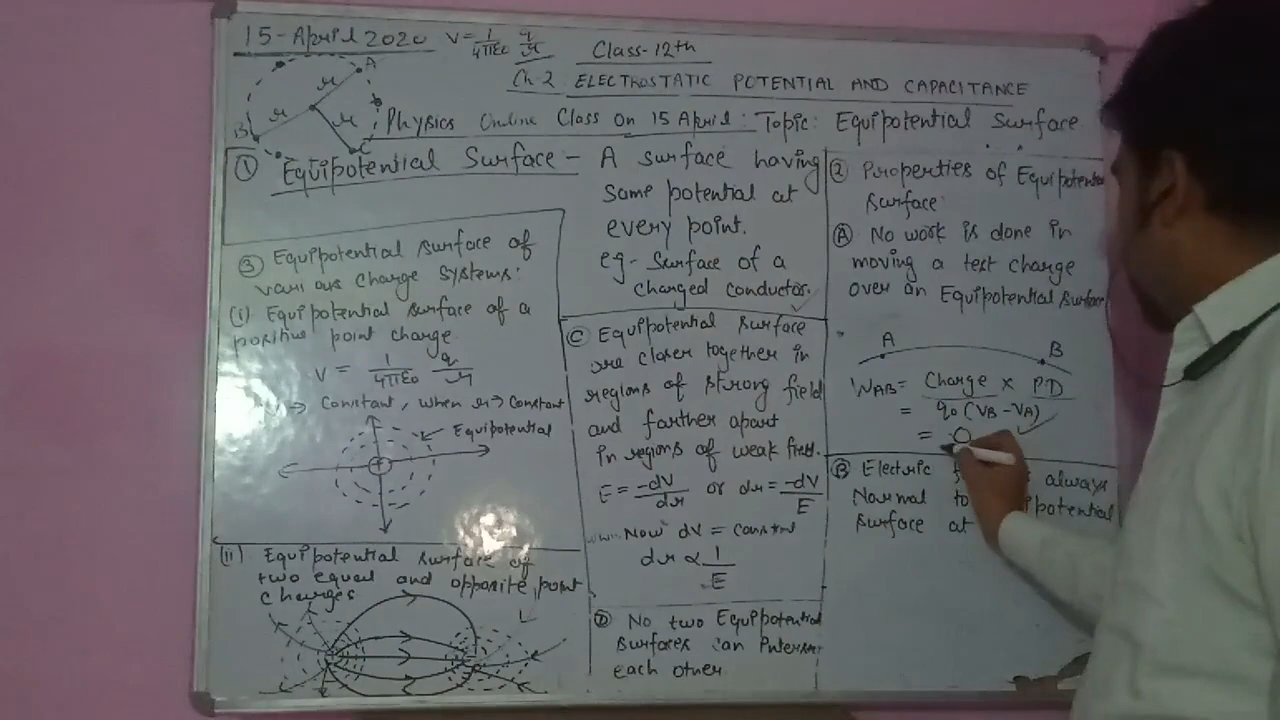 15-April 2020 V=1/4πε0 q/r Class-12th
Ch-2 ELECTROSTATIC POTENTIAL AND CAPACITANCE
A
r
r
r
B
C
Physics Online Class on 15 April: Topic: Equipotential Surface
① Equipotential Surface - A surface having
same potential at
every point.
eg- Surface of a
charged conductor.
② Properties of Equipotential
Surface:
Ⓐ No work is done in
moving a test charge
over an Equipotential Surface
A B
WAB = Charge × PD
= q0 (VB - VA)
= 0
Ⓑ Electric always
Normal to
Surface at
③ Equipotential surface of
various charge systems:
(i) Equipotential surface of a
positive point charge
V = 1/4πε0 q/r
V → Constant, when r → Constant
Equipotential
+
(ii) Equipotential surface of
two equal and opposite point
charges
Ⓒ Equipotential surface
are closer together in
regions of strong field
and farther apart
in regions of weak field.
E = -dV/dr or dr = -dV/E
Now dV = constant
dr ∝ 1/E
Ⓓ No two Equipotential
Surfaces can Intersect
each other